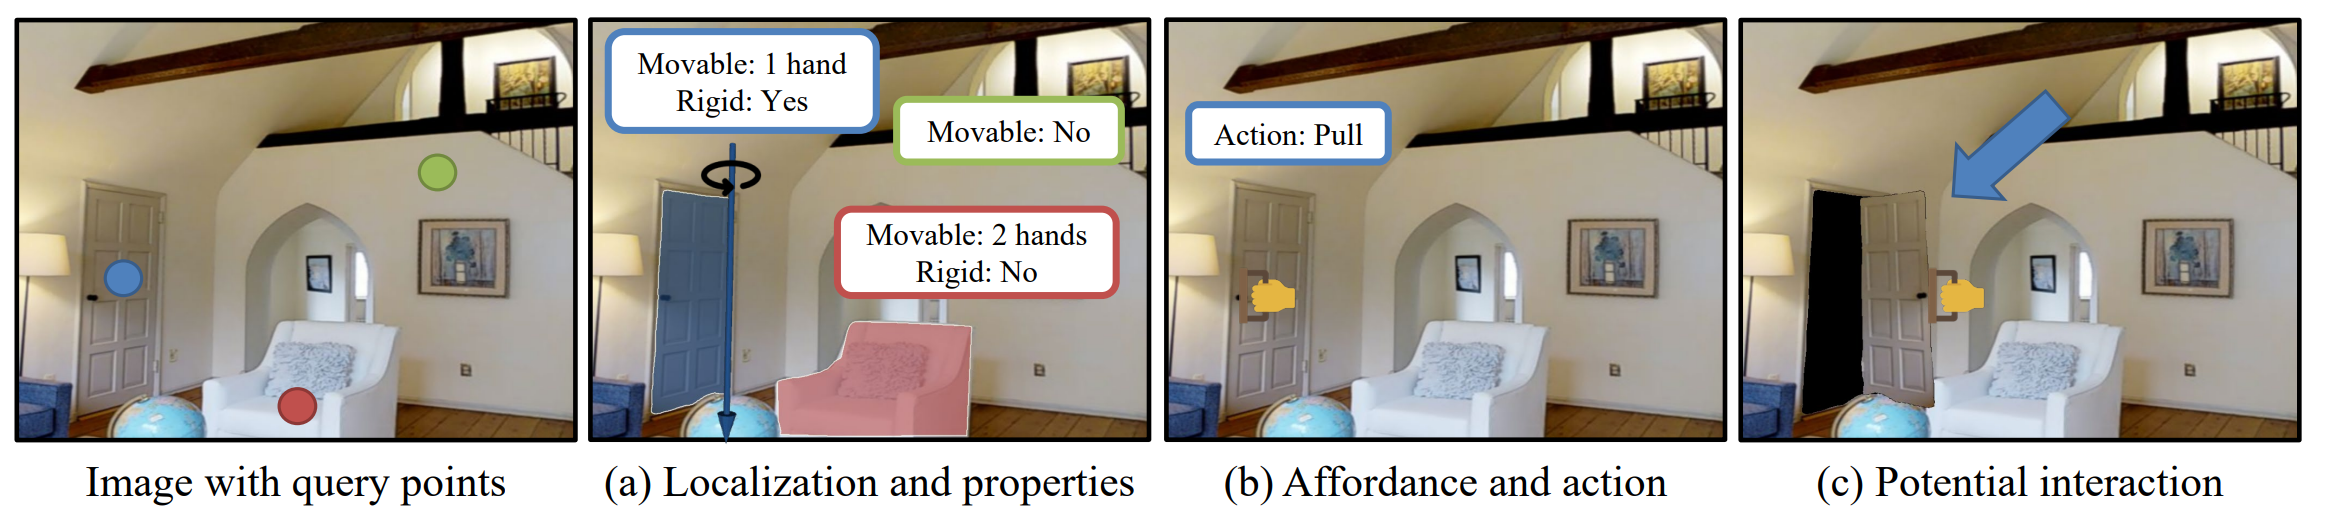 Movable: 1 hand
Rigid: Yes
Movable: No
Movable: 2 hands
Rigid: No
Action: Pull
Image with query points
(a) Localization and properties
(b) Affordance and action
(c) Potential interaction